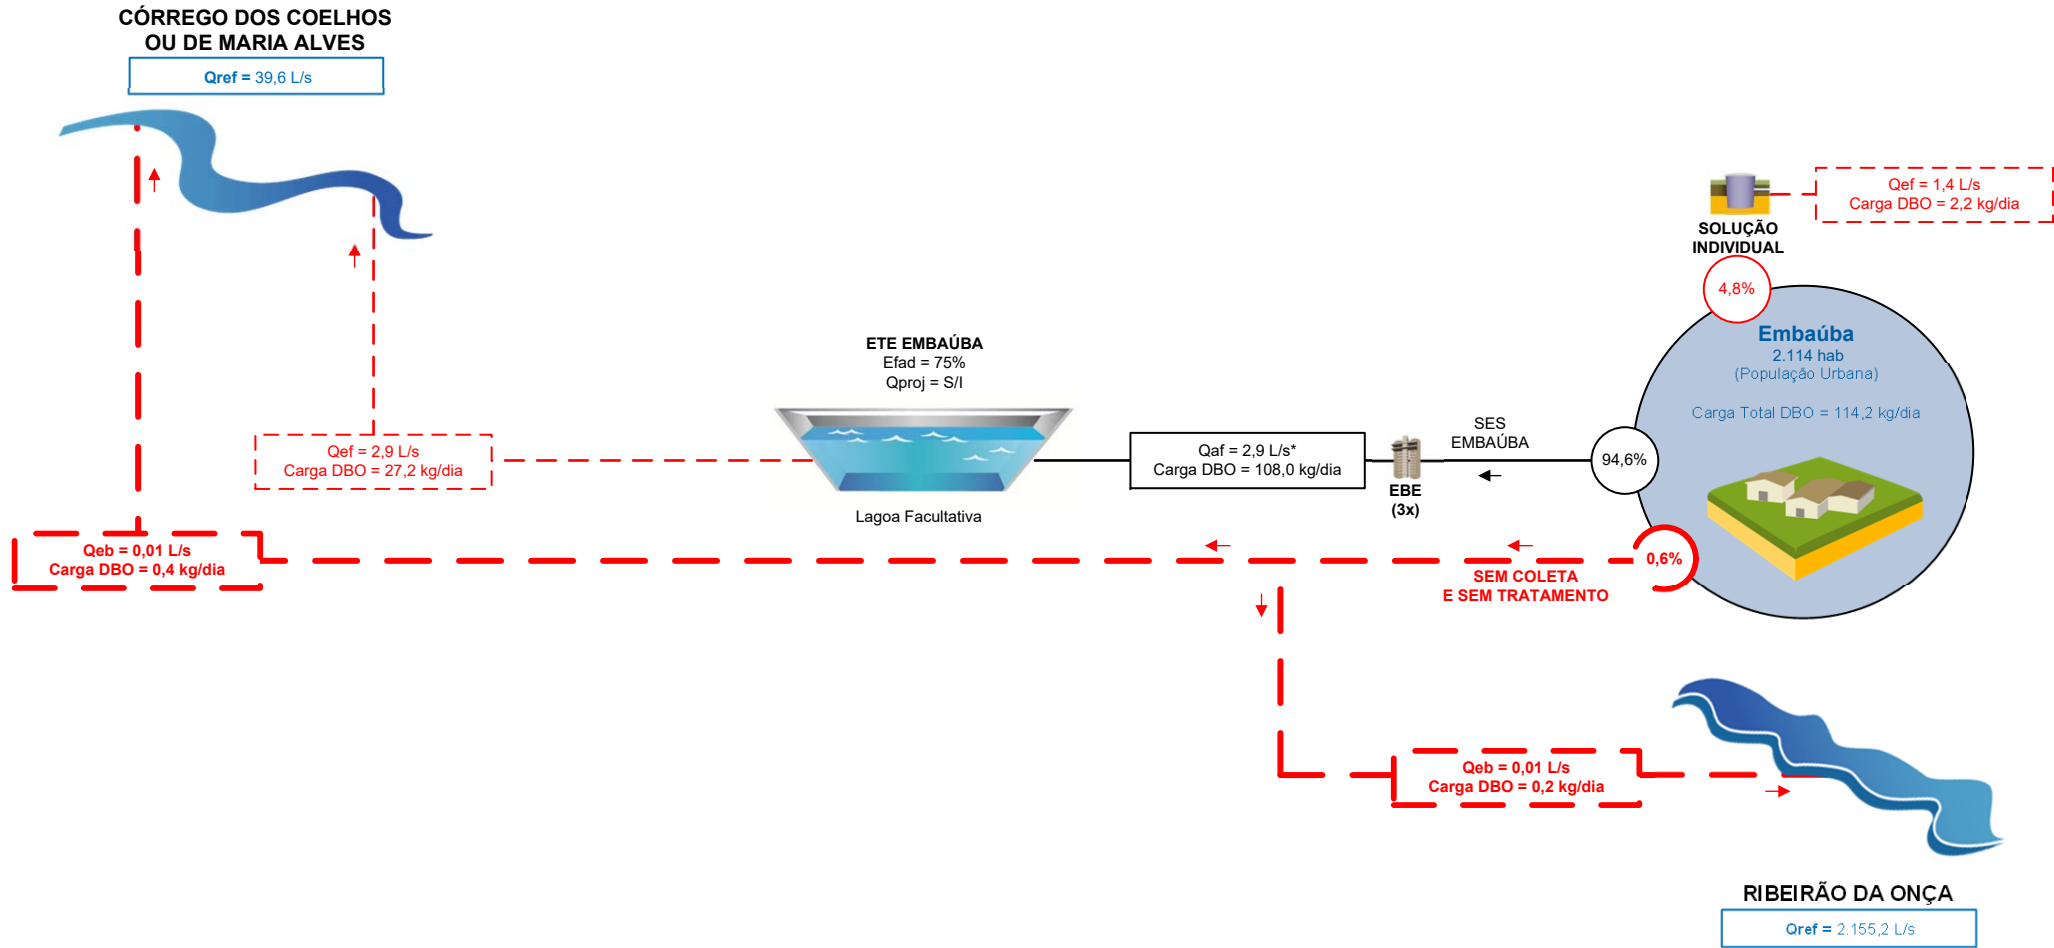 CÓRREGO DOS COELHOS
OU DE MARIA ALVES
Qref = 39,6 L/s
Qef = 1,4 L/s
Carga DBO = 2,2 kg/dia
SOLUÇÃO
INDIVIDUAL
4,8%
Embaúba
2.114 hab
(População Urbana)
Carga Total DBO = 114,2 kg/dia
ETE EMBAÚBA
Efad = 75%
Qproj = S/I
Lagoa Facultativa
Qef = 2,9 L/s
Carga DBO = 27,2 kg/dia
Qaf = 2,9 L/s*
Carga DBO = 108,0 kg/dia
EBE
(3x)
SES
EMBAÚBA
94,6%
Qeb = 0,01 L/s
Carga DBO = 0,4 kg/dia
0,6%
SEM COLETA
E SEM TRATAMENTO
Qeb = 0,01 L/s
Carga DBO = 0,2 kg/dia
RIBEIRÃO DA ONÇA
Qref = 2.155,2 L/s